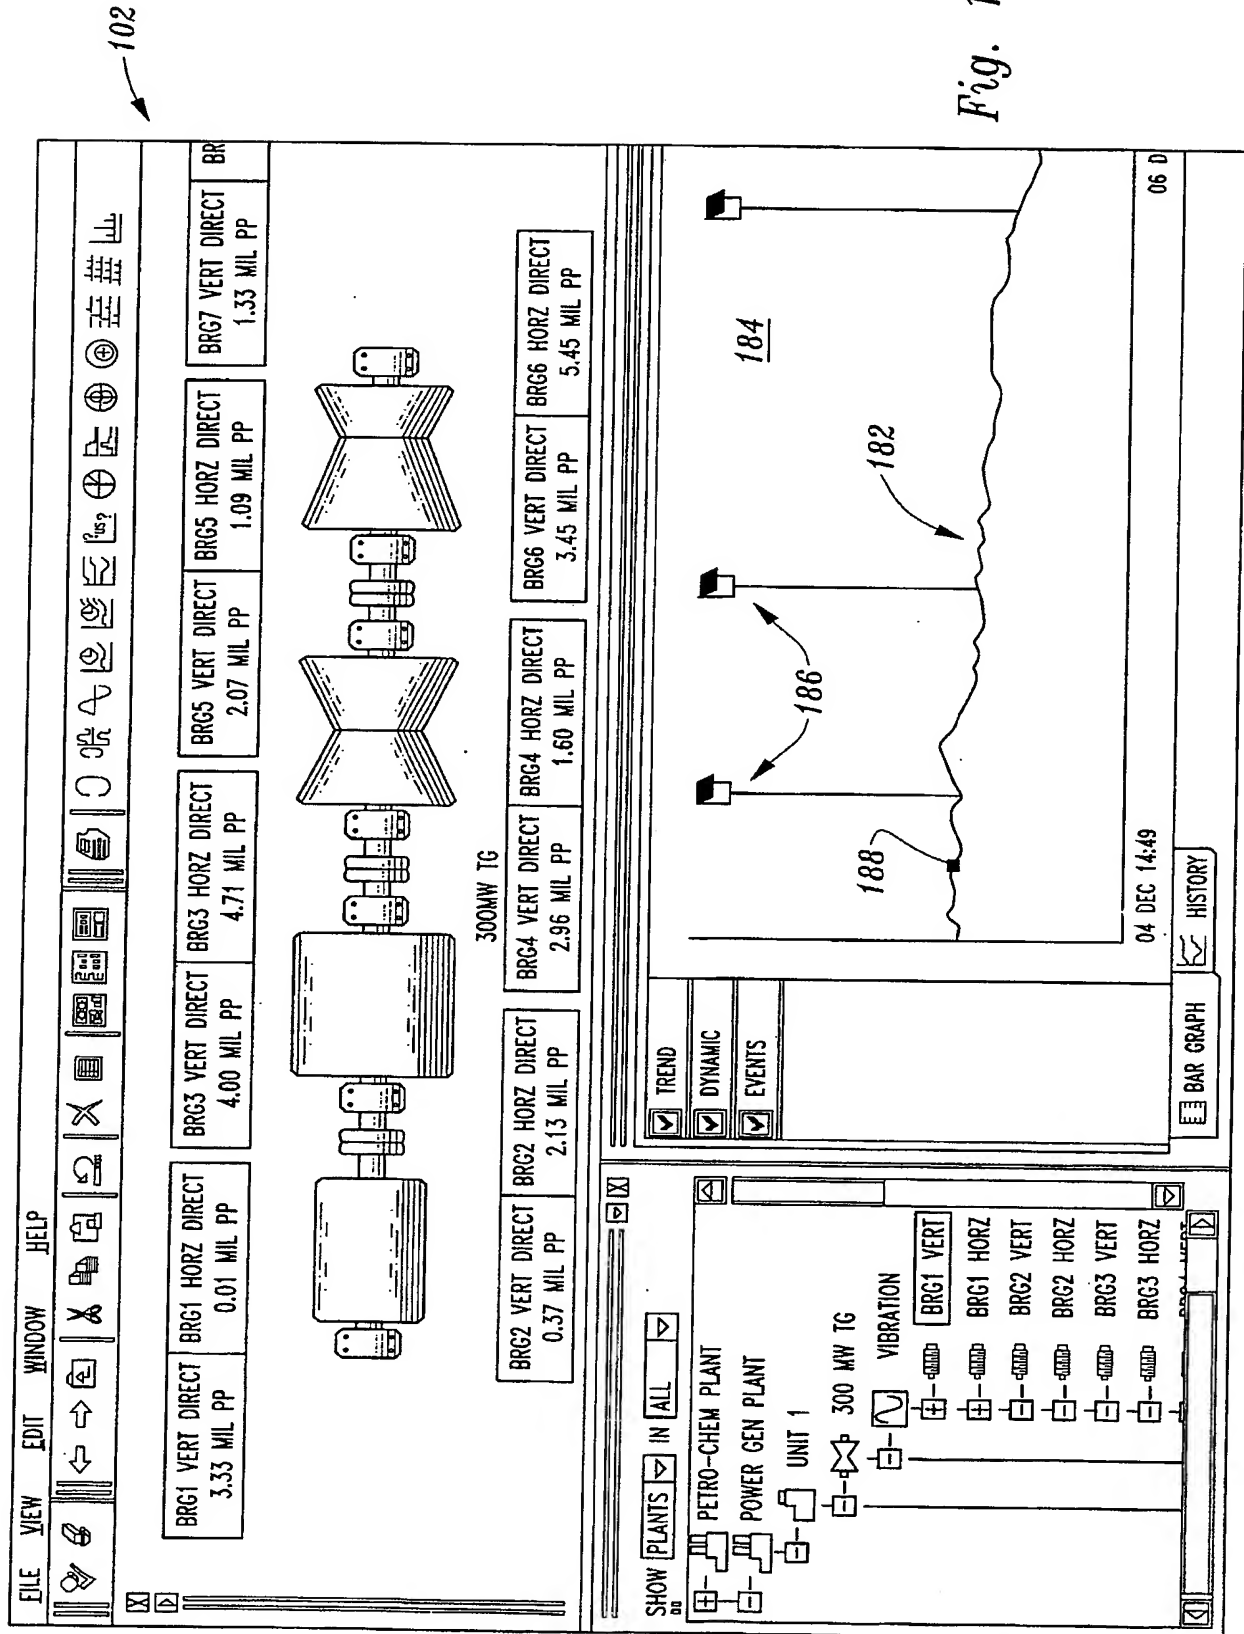 102
FILE VIEW EDIT WINDOW HELP
?us?
BRG1 VERT DIRECT
3.33 MIL PP
BRG1 HORZ DIRECT
0.01 MIL PP
BRG3 VERT DIRECT
4.00 MIL PP
BRG3 HORZ DIRECT
4.71 MIL PP
BRG5 VERT DIRECT
2.07 MIL PP
BRG5 HORZ DIRECT
1.09 MIL PP
BRG7 VERT DIRECT
1.33 MIL PP
BR
300MW TG
BRG2 VERT DIRECT
0.37 MIL PP
BRG2 HORZ DIRECT
2.13 MIL PP
BRG4 VERT DIRECT
2.96 MIL PP
BRG4 HORZ DIRECT
1.60 MIL PP
BRG6 VERT DIRECT
3.45 MIL PP
BRG6 HORZ DIRECT
5.45 MIL PP
SHOW PLANTS IN ALL
PETRO-CHEM PLANT
POWER GEN PLANT
UNIT 1
300 MW TG
VIBRATION
BRG1 VERT
BRG1 HORZ
BRG2 VERT
BRG2 HORZ
BRG3 VERT
BRG3 HORZ
TREND
DYNAMIC
EVENTS
188
186
182
184
04 DEC 14:49
06 D
BAR GRAPH
HISTORY
Fig. 1